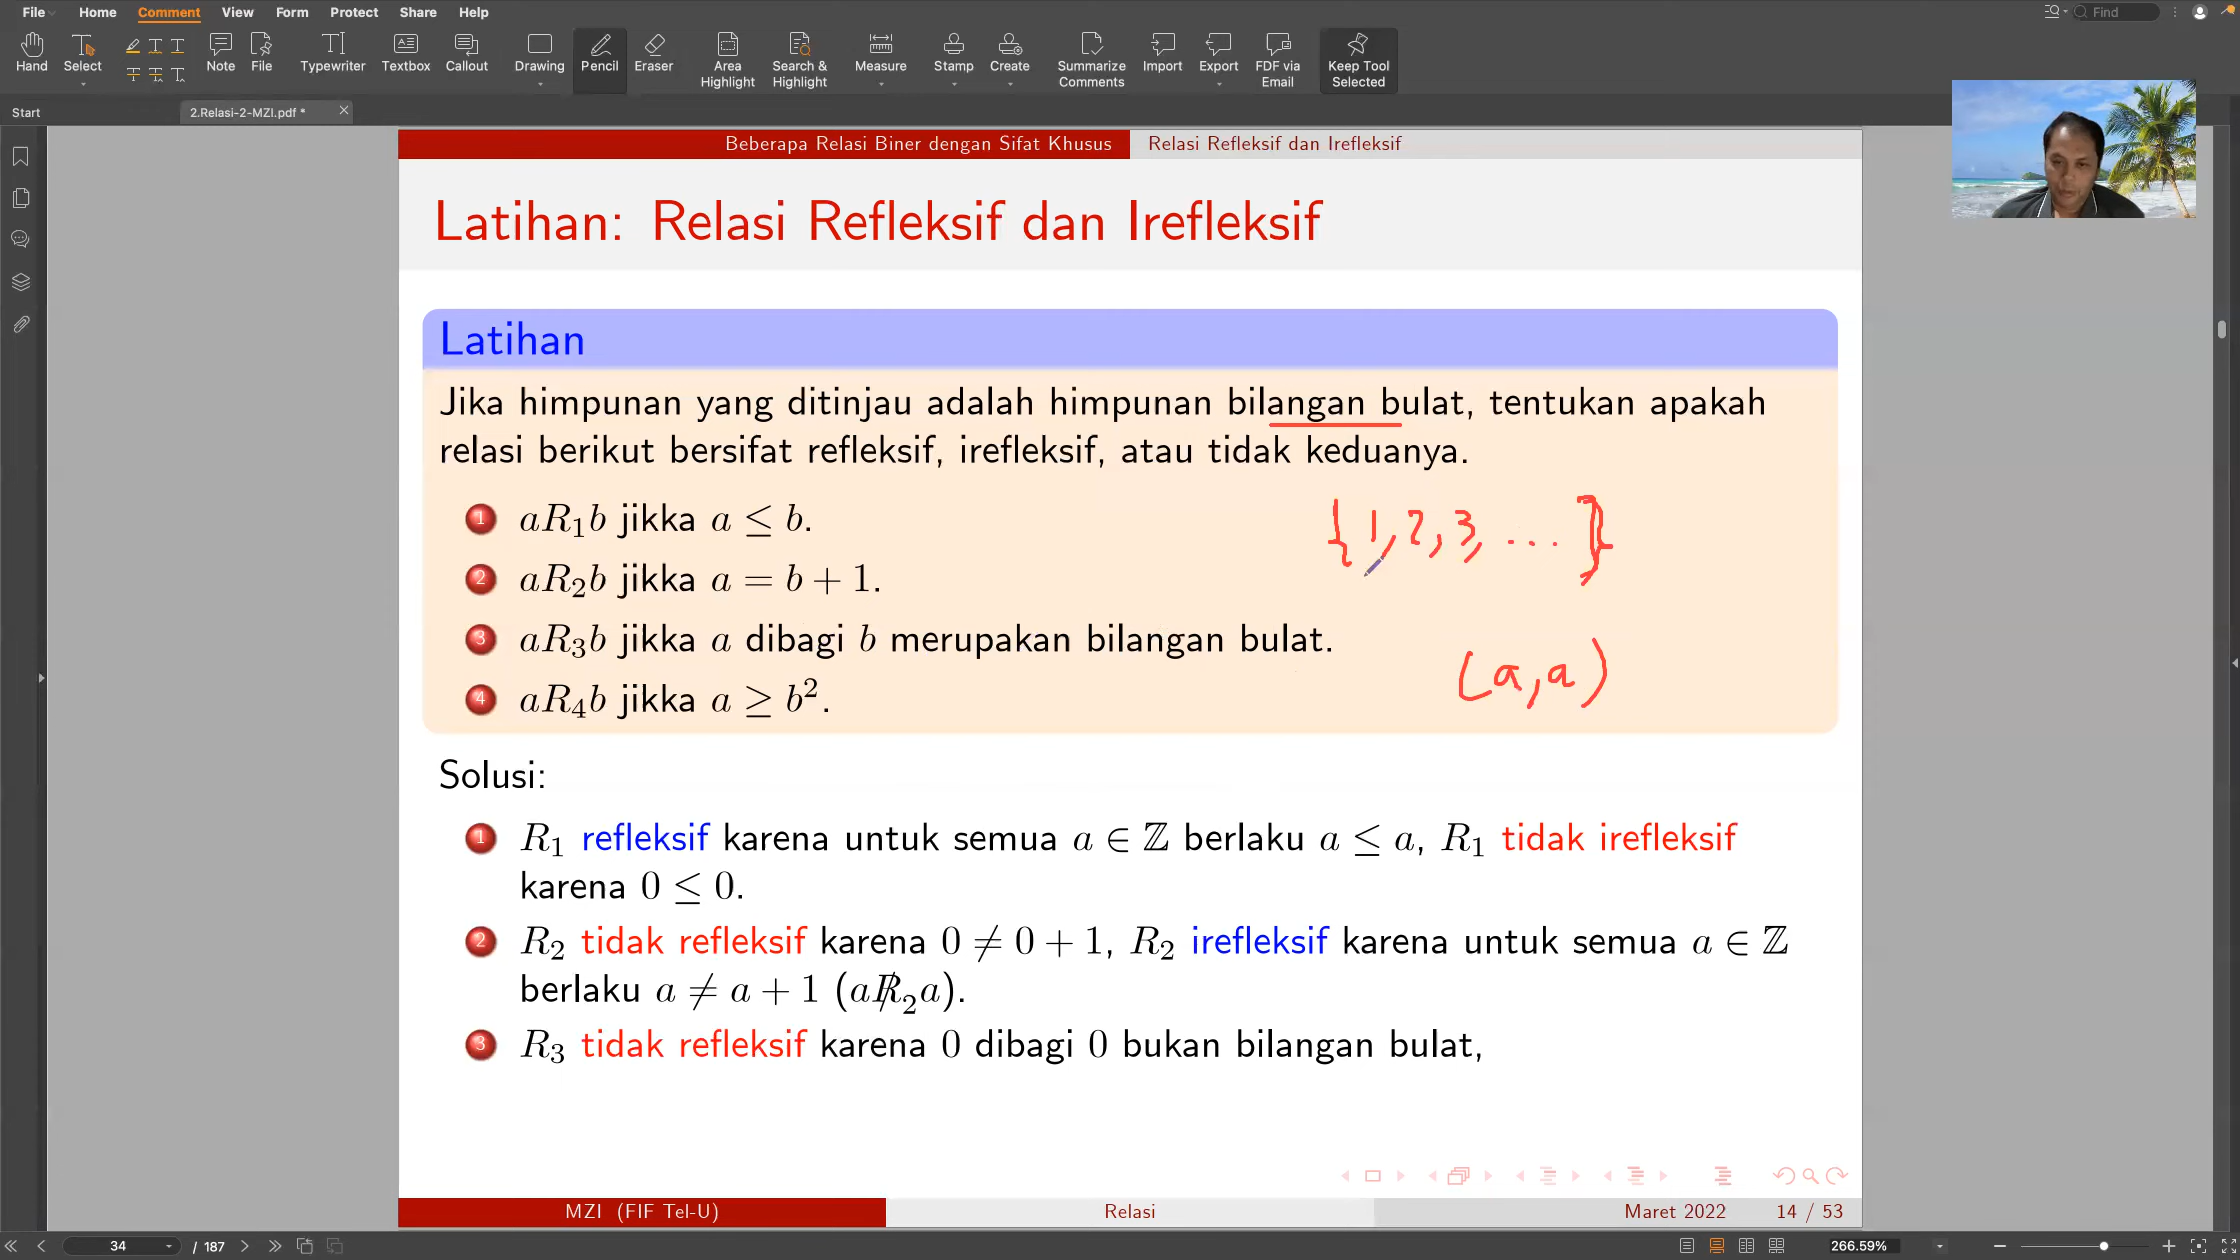 File Home Comment View Form Protect Share Help Find
Hand Select Note File Typewriter Textbox Callout Drawing Pencil Eraser Area Highlight Search & Highlight Measure Stamp Create Summarize Comments Import Export FDF via Email Keep Tool Selected
Start 2.Relasi-2-MZI.pdf *
Beberapa Relasi Biner dengan Sifat Khusus Relasi Refleksif dan Irefleksif
Latihan: Relasi Refleksif dan Irefleksif
Latihan
Jika himpunan yang ditinjau adalah himpunan bilangan bulat, tentukan apakah
relasi berikut bersifat refleksif, irefleksif, atau tidak keduanya.
1 aR₁b jikka a ≤ b.
{1, 2, 3, ... }
2 aR₂b jikka a = b + 1.
3 aR₃b jikka a dibagi b merupakan bilangan bulat.
(a, a)
4 aR₄b jikka a ≥ b².
Solusi:
1 R₁ refleksif karena untuk semua a ∈ ℤ berlaku a ≤ a, R₁ tidak irefleksif
karena 0 ≤ 0.
2 R₂ tidak refleksif karena 0 ≠ 0 + 1, R₂ irefleksif karena untuk semua a ∈ ℤ
berlaku a ≠ a + 1 (aR̸₂a).
3 R₃ tidak refleksif karena 0 dibagi 0 bukan bilangan bulat,
MZI (FIF Tel-U) Relasi Maret 2022 14 / 53
34 / 187 266.59%